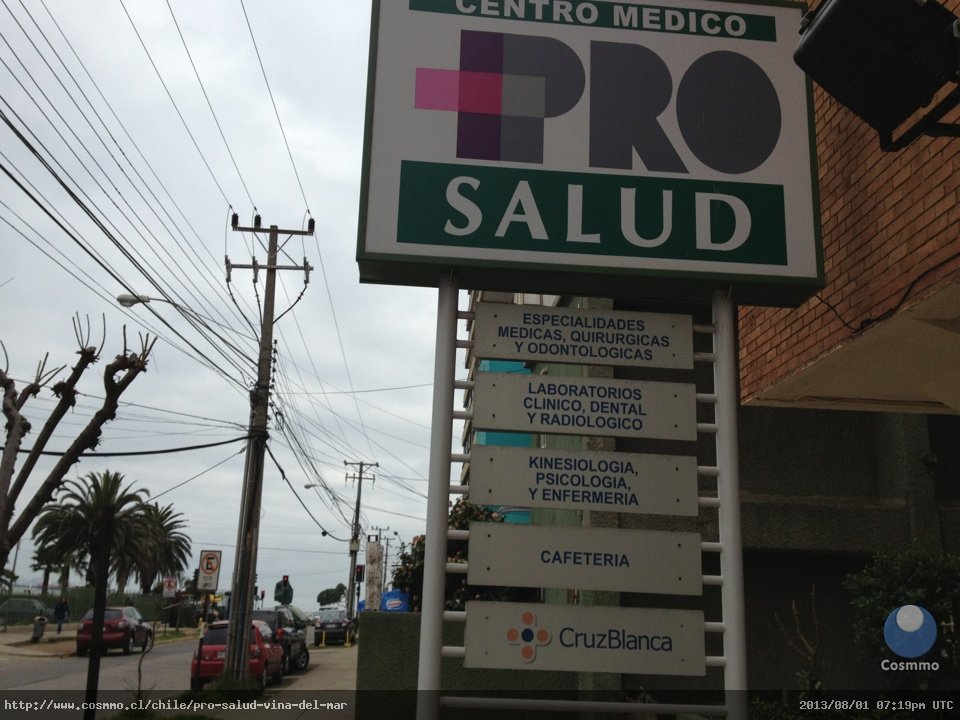 CENTRO MEDICO
PRO
SALUD
ESPECIALIDADES
MEDICAS, QUIRURGICAS
Y ODONTOLOGICAS
LABORATORIOS
CLINICO, DENTAL
Y RADIOLOGICO
KINESIOLOGIA,
PSICOLOGIA,
Y ENFERMERIA
CAFETERIA
CruzBlanca
E
Cosmmo
http://www.cosmmo.cl/chile/pro-salud-vina-del-mar
2013/08/01 07:19pm UTC